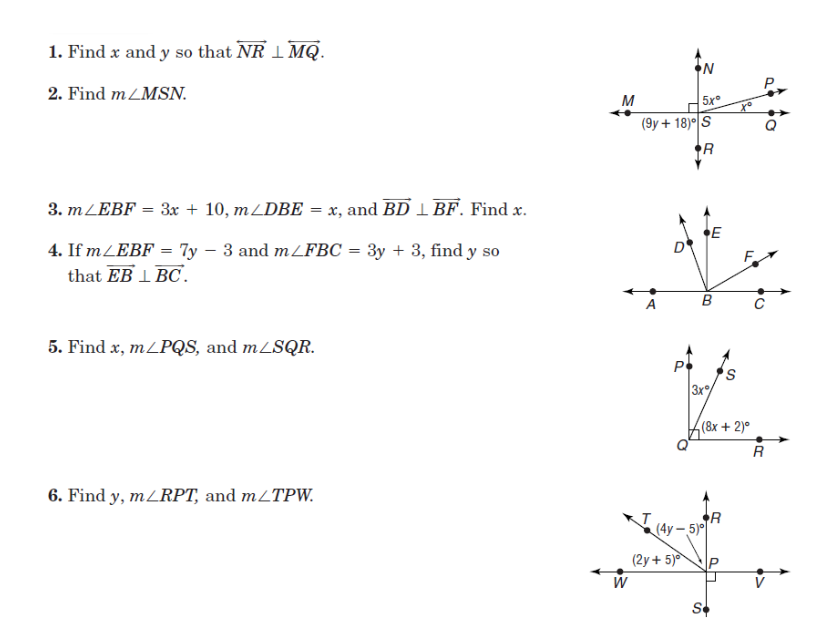 1. Find x and y so that NR ⊥ MQ.
2. Find m∠MSN.
N
P
M
5x°
x°
(9y + 18)°
S
Q
R
3. m∠EBF = 3x + 10, m∠DBE = x, and BD ⊥ BF. Find x.
4. If m∠EBF = 7y − 3 and m∠FBC = 3y + 3, find y so
that EB ⊥ BC.
E
D
F
A
B
C
5. Find x, m∠PQS, and m∠SQR.
P
S
3x°
(8x + 2)°
Q
R
6. Find y, m∠RPT, and m∠TPW.
T
R
(4y − 5)°
(2y + 5)°
P
W
V
S